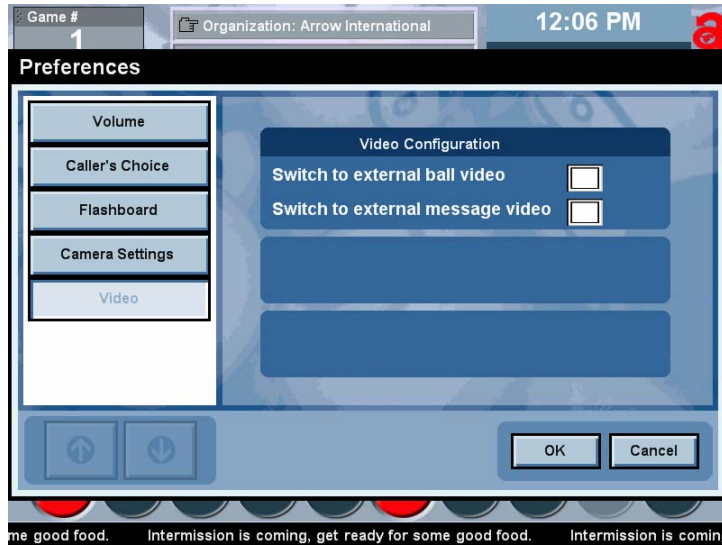 Game #
1
Organization: Arrow International
12:06 PM
a
Preferences
Volume
Caller's Choice
Flashboard
Camera Settings
Video
Video Configuration
Switch to external ball video
Switch to external message video
OK
Cancel
me good food. Intermission is coming, get ready for some good food. Intermission is comin